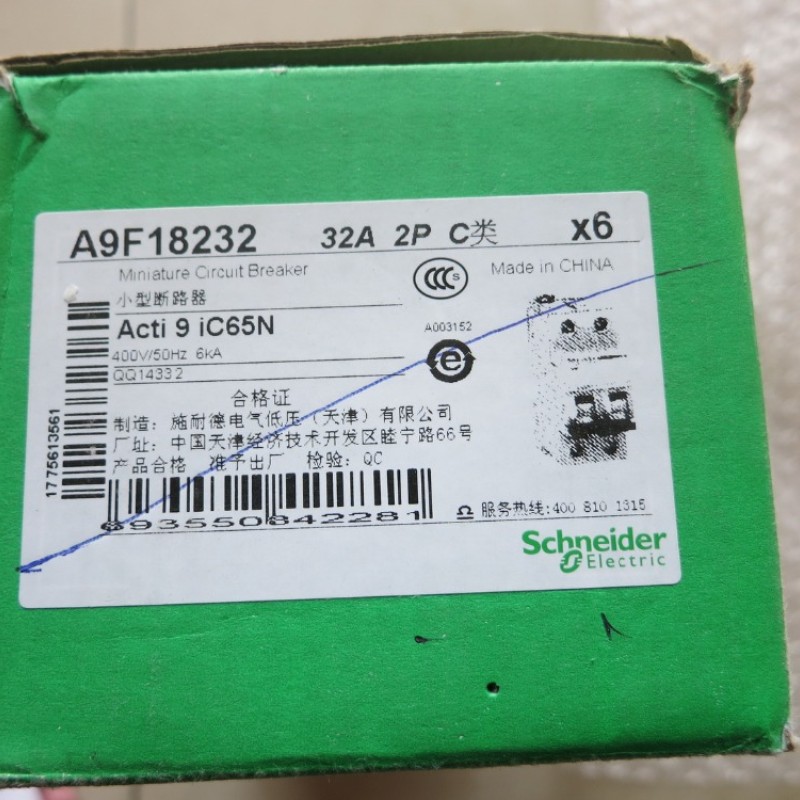 A9F18232 32A 2P C类 x6
Miniature Circuit Breaker
CCC S
Made in CHINA
小型断路器
Acti 9 iC65N
A003152
400V/50Hz 6kA
e
QQ14332
合格证
制造：施耐德电气低压（天津）有限公司
厂址：中国天津经济技术开发区睦宁路66号
产品合格 准予出厂 检验：QC
1775613561
693550842281
服务热线:400 810 1315
Schneider
Electric